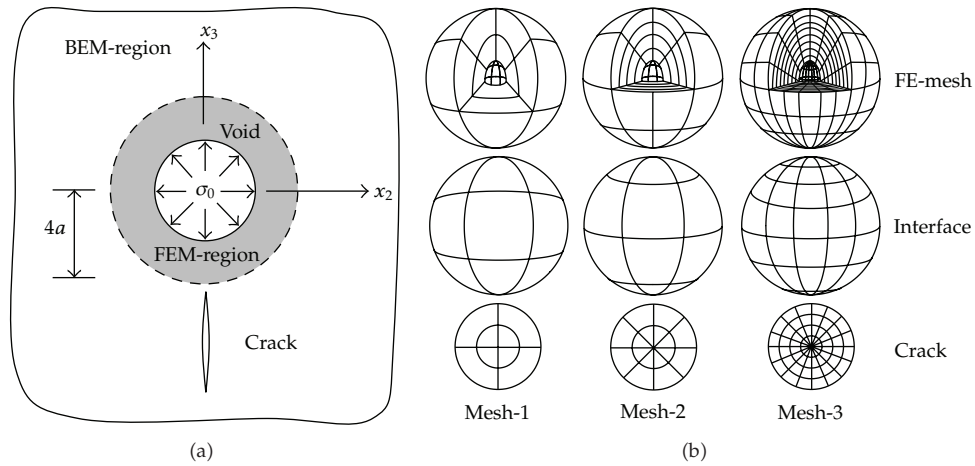 BEM-region
x₃
Void
σ₀
x₂
4a
FEM-region
Crack
(a)
FE-mesh
Interface
Crack
Mesh-1
Mesh-2
Mesh-3
(b)